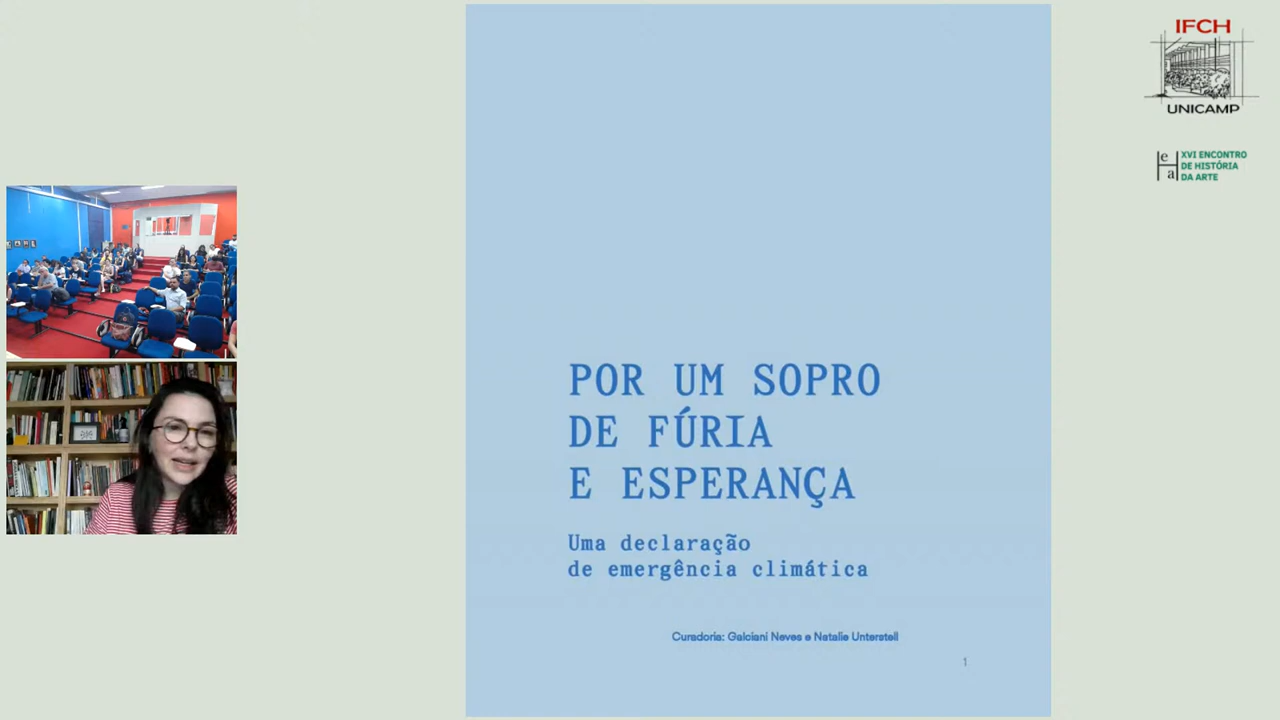 IFCH
UNICAMP
e
H
a
XVI ENCONTRO
DE HISTÓRIA
DA ARTE
POR UM SOPRO
DE FÚRIA
E ESPERANÇA
Uma declaração
de emergência climática
Curadoria: Galciani Neves e Natalie Unterstell
1